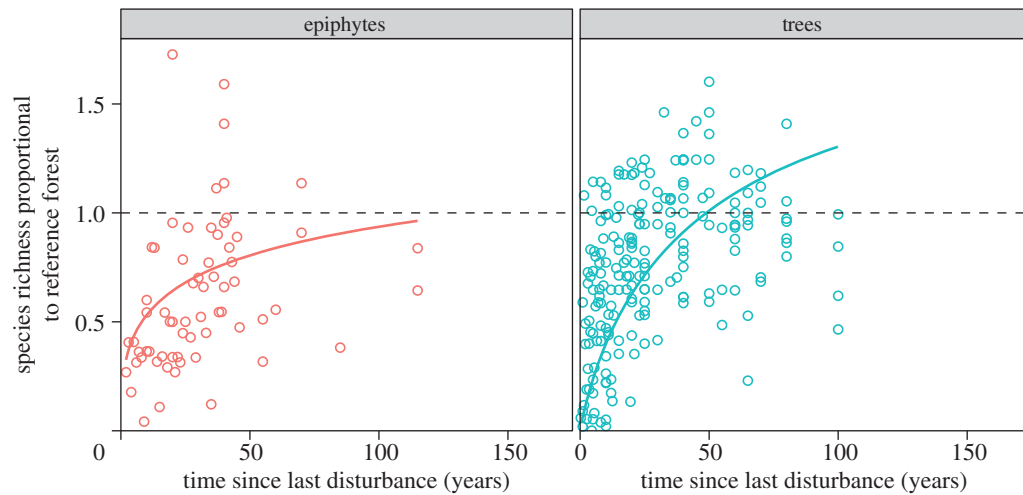 epiphytes
trees
species richness proportional
to reference forest
1.5
1.0
0.5
0
50
100
150
0
50
100
150
time since last disturbance (years)
time since last disturbance (years)